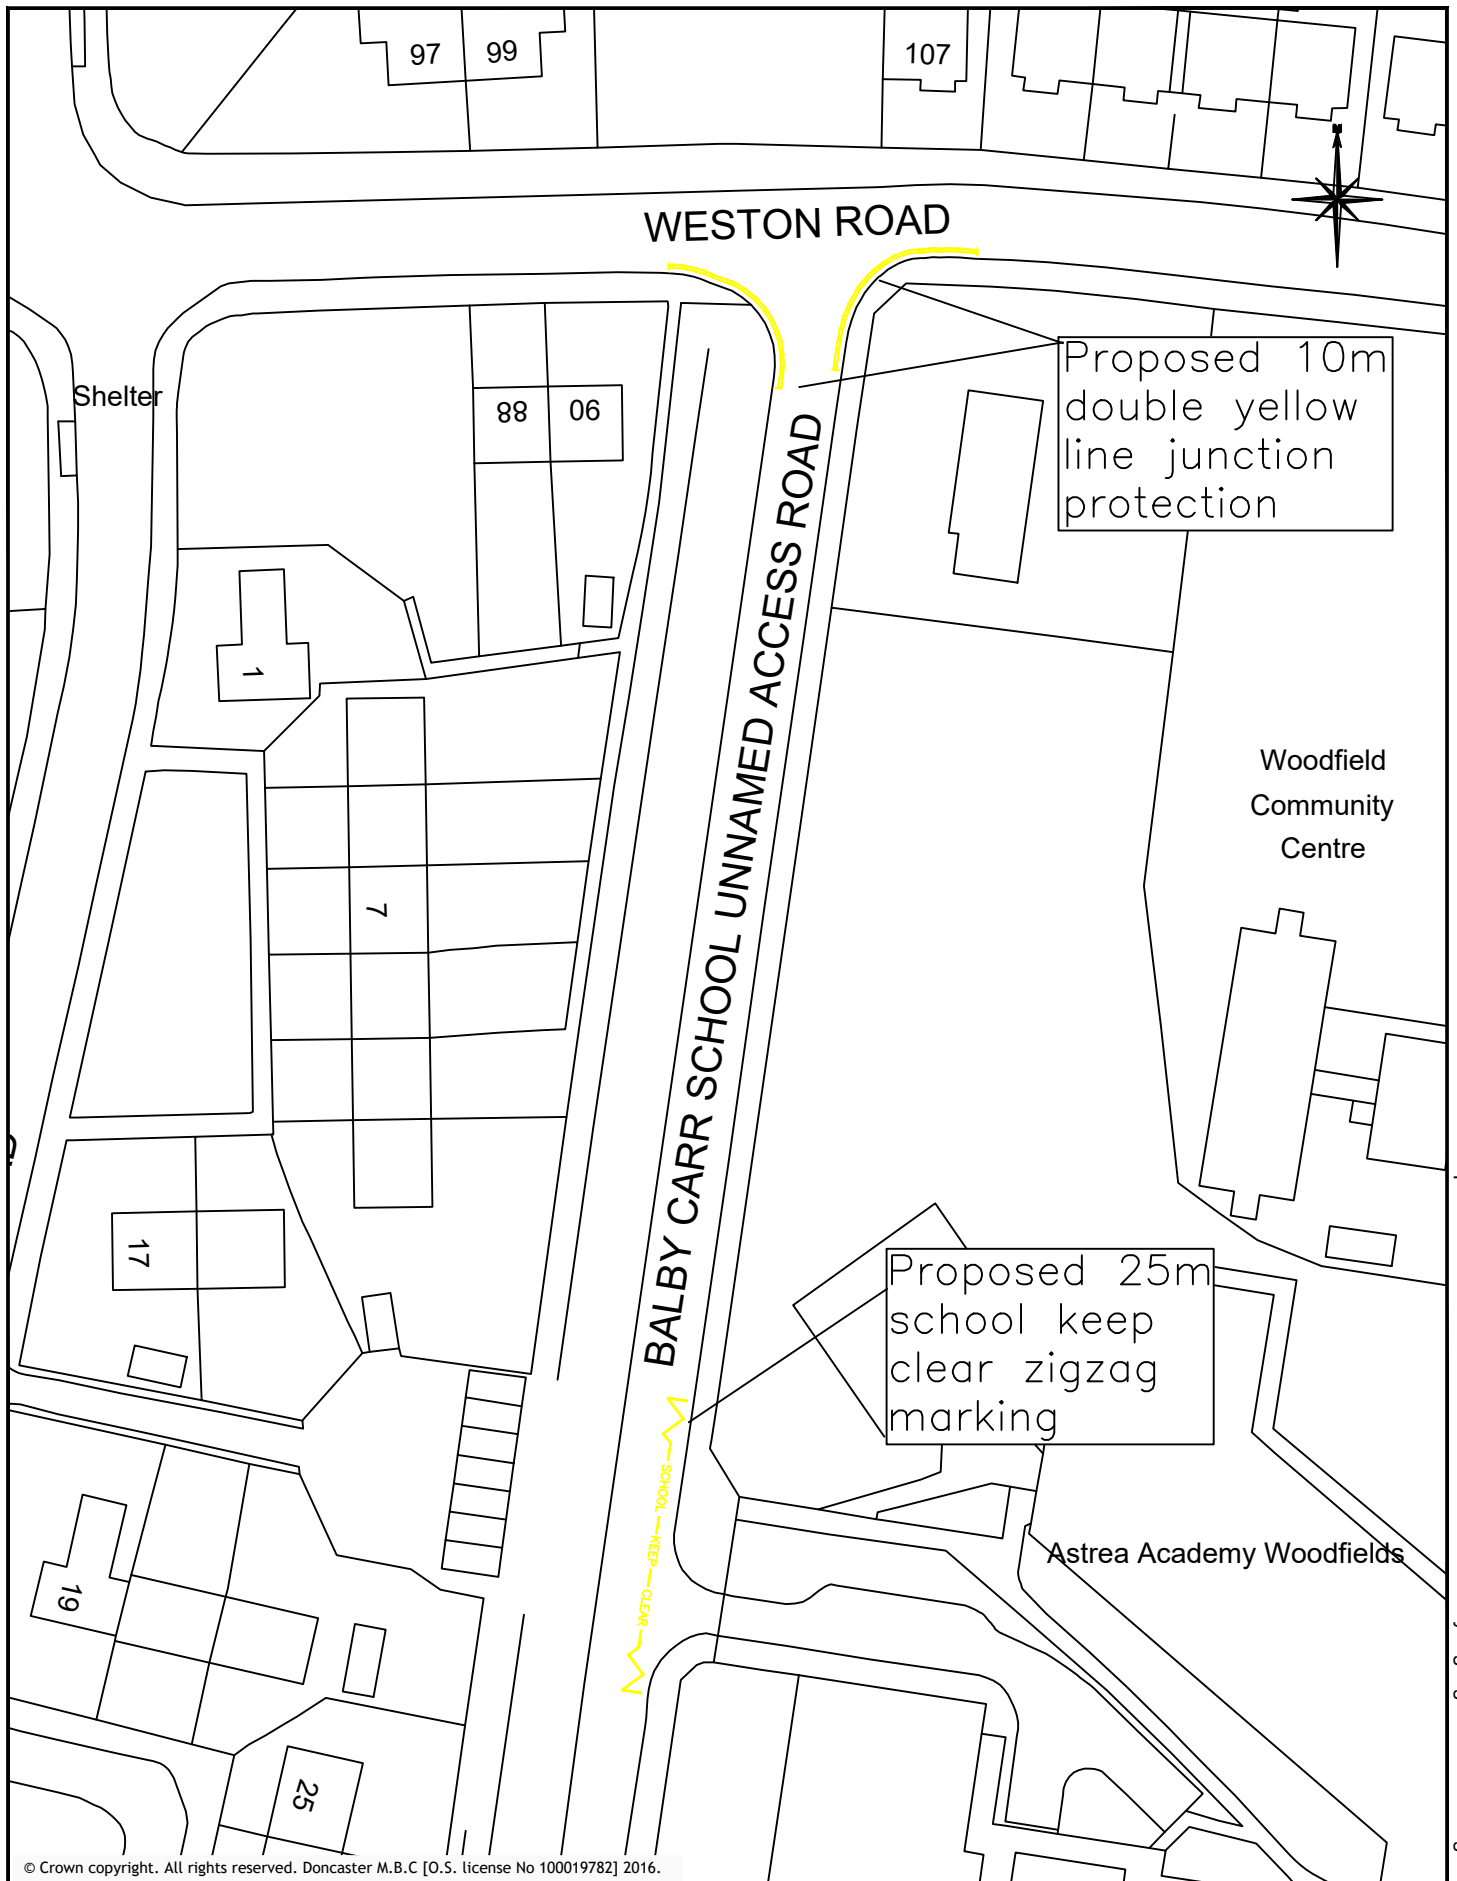 97
99
107
WESTON ROAD
Shelter
88
90
Proposed 10m
double yellow
line junction
protection
1
BALBY CARR SCHOOL UNNAMED ACCESS ROAD
Woodfield
Community
Centre
7
17
Proposed 25m
school keep
clear zigzag
marking
SCHOOL KEEP CLEAR
Astrea Academy Woodfields
19
25
© Crown copyright. All rights reserved. Doncaster M.B.C [O.S. license No 100019782] 2016.